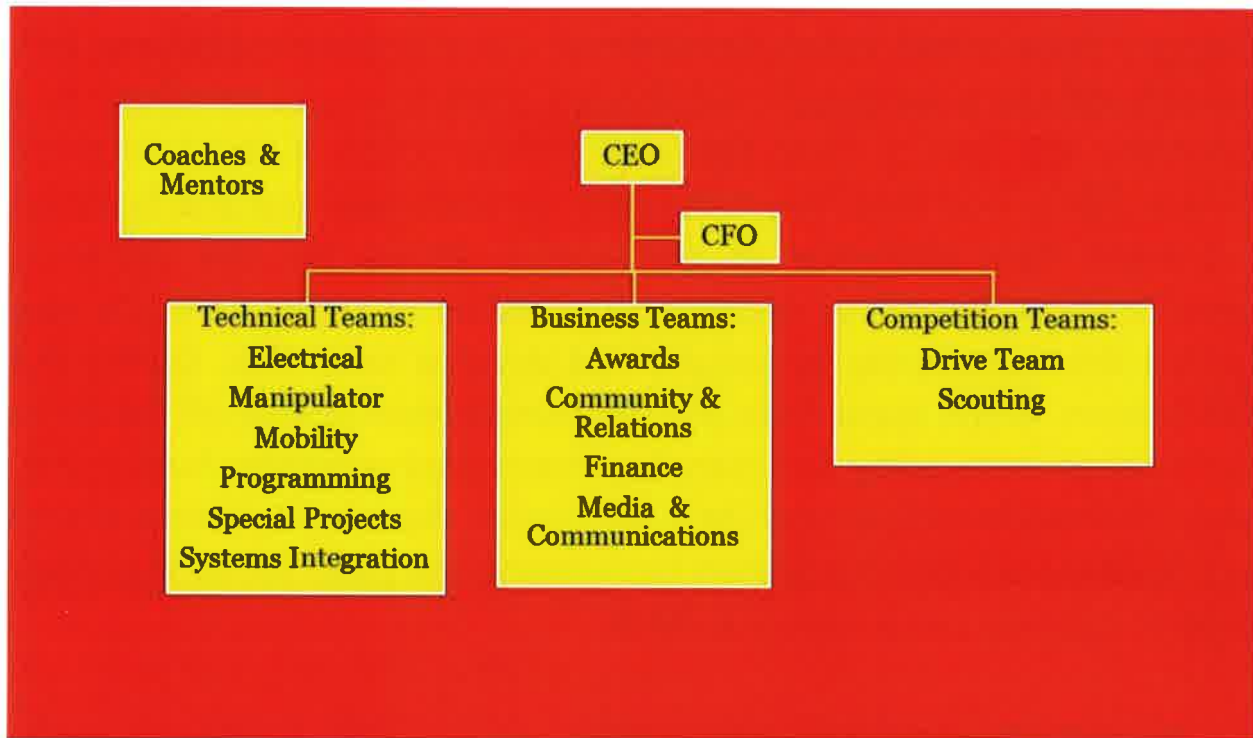 Coaches &
Mentors
CEO
CFO
Technical Teams:
Electrical
Manipulator
Mobility
Programming
Special Projects
Systems Integration
Business Teams:
Awards
Community &
Relations
Finance
Media &
Communications
Competition Teams:
Drive Team
Scouting